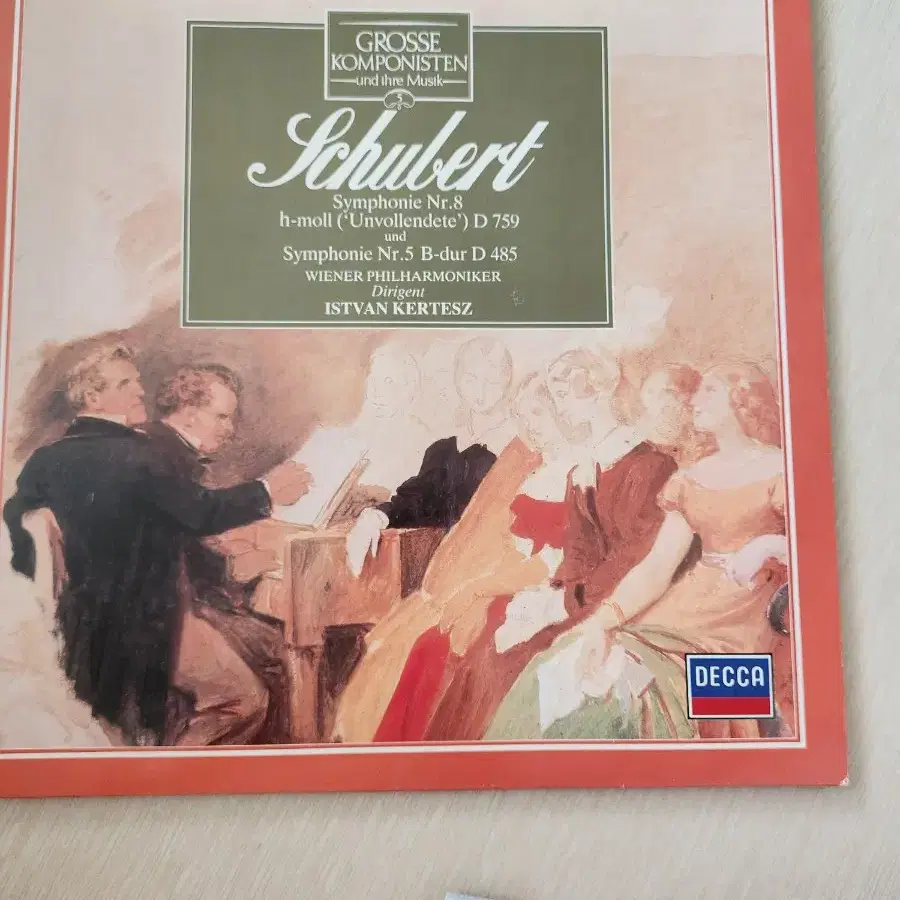 GROSSE
KOMPONISTEN
und ihre Musik
5
Schubert
Symphonie Nr.8
h-moll (‘Unvollendete’) D 759
und
Symphonie Nr.5 B-dur D 485
WIENER PHILHARMONIKER
Dirigent
ISTVAN KERTESZ
DECCA